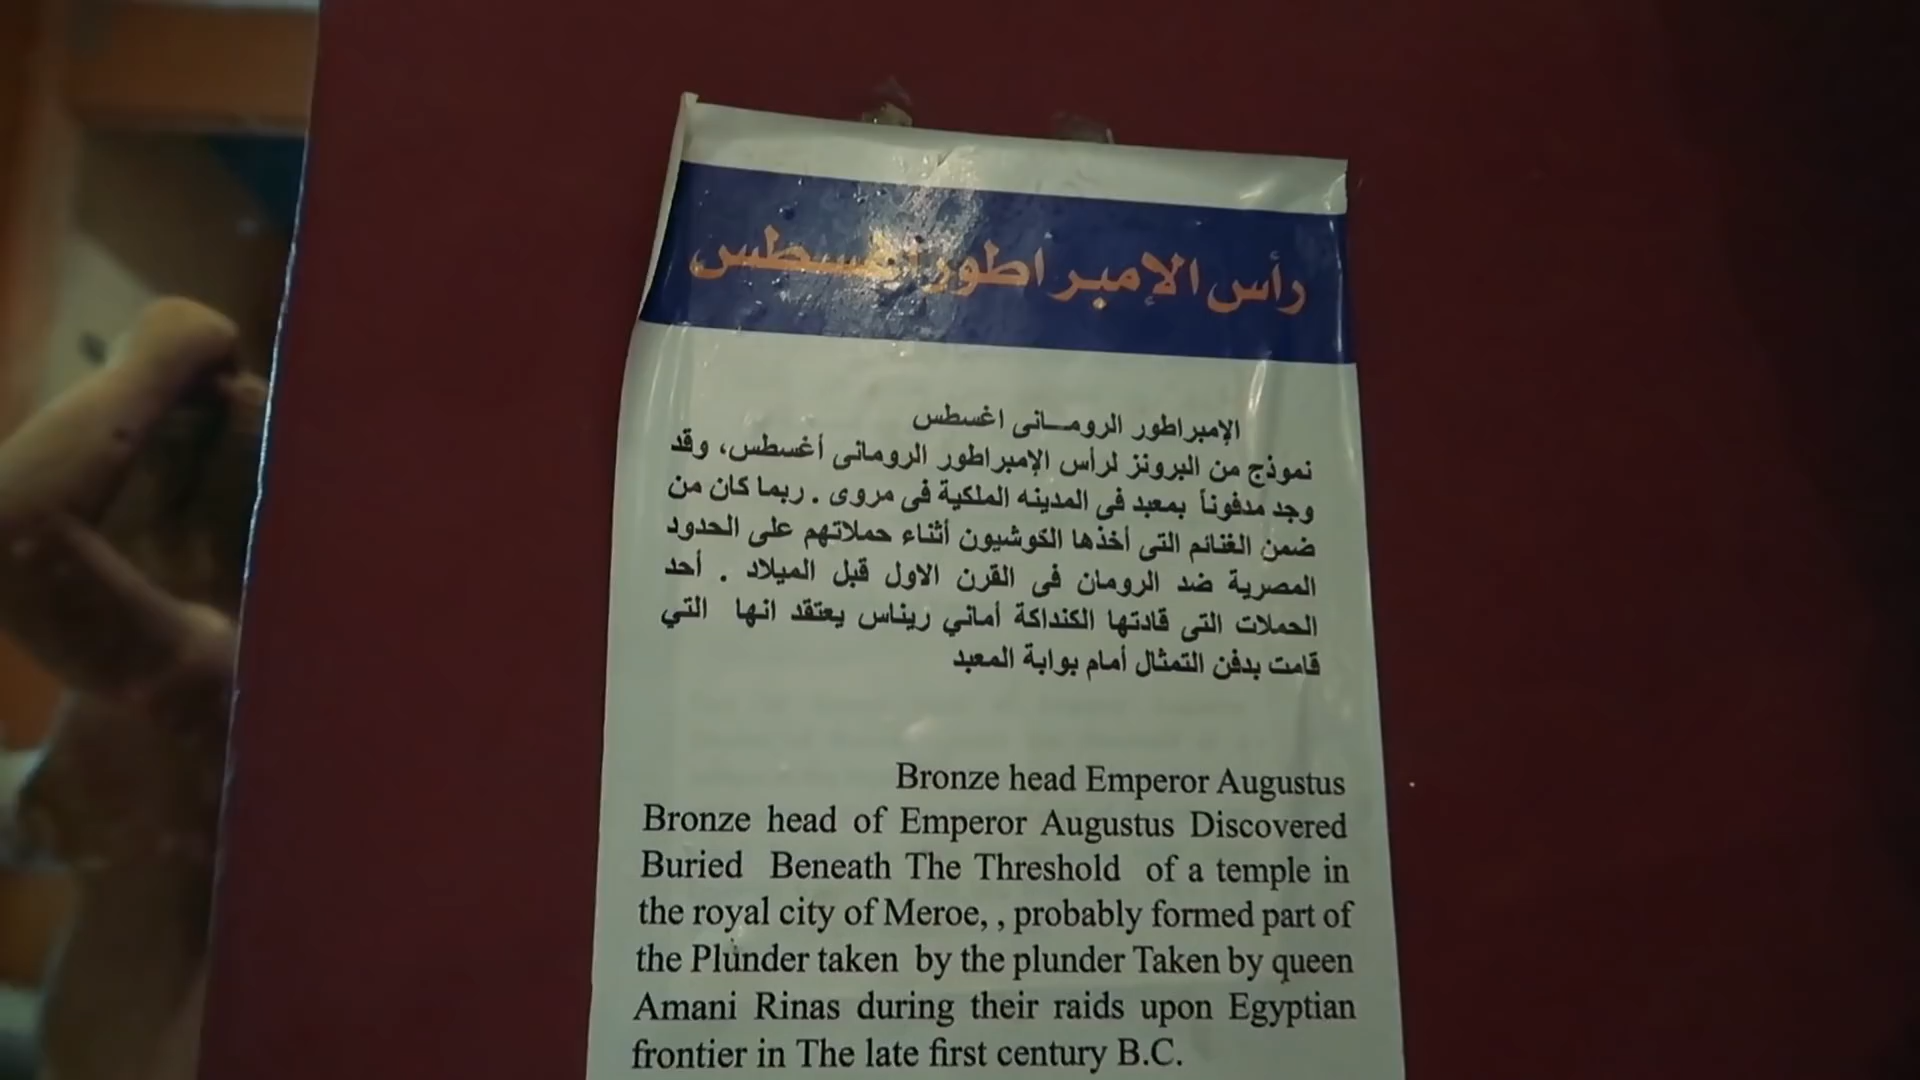 رأس الإمبراطور اغسطس
الإمبراطور الرومـــانى اغسطس
نموذج من البرونز لرأس الإمبراطور الرومانى أغسطس، وقد
وجد مدفوناً بمعبد فى المدينه الملكية فى مروى . ربما كان من
ضمن الغنائم التى أخذها الكوشيون أثناء حملاتهم على الحدود
المصرية ضد الرومان فى القرن الاول قبل الميلاد . أحد
الحملات التى قادتها الكنداكة أماني ريناس يعتقد انها التي
قامت بدفن التمثال أمام بوابة المعبد
Bronze head Emperor Augustus
Bronze head of Emperor Augustus Discovered
Buried Beneath The Threshold of a temple in
the royal city of Meroe, , probably formed part of
the Plunder taken by the plunder Taken by queen
Amani Rinas during their raids upon Egyptian
frontier in The late first century B.C.